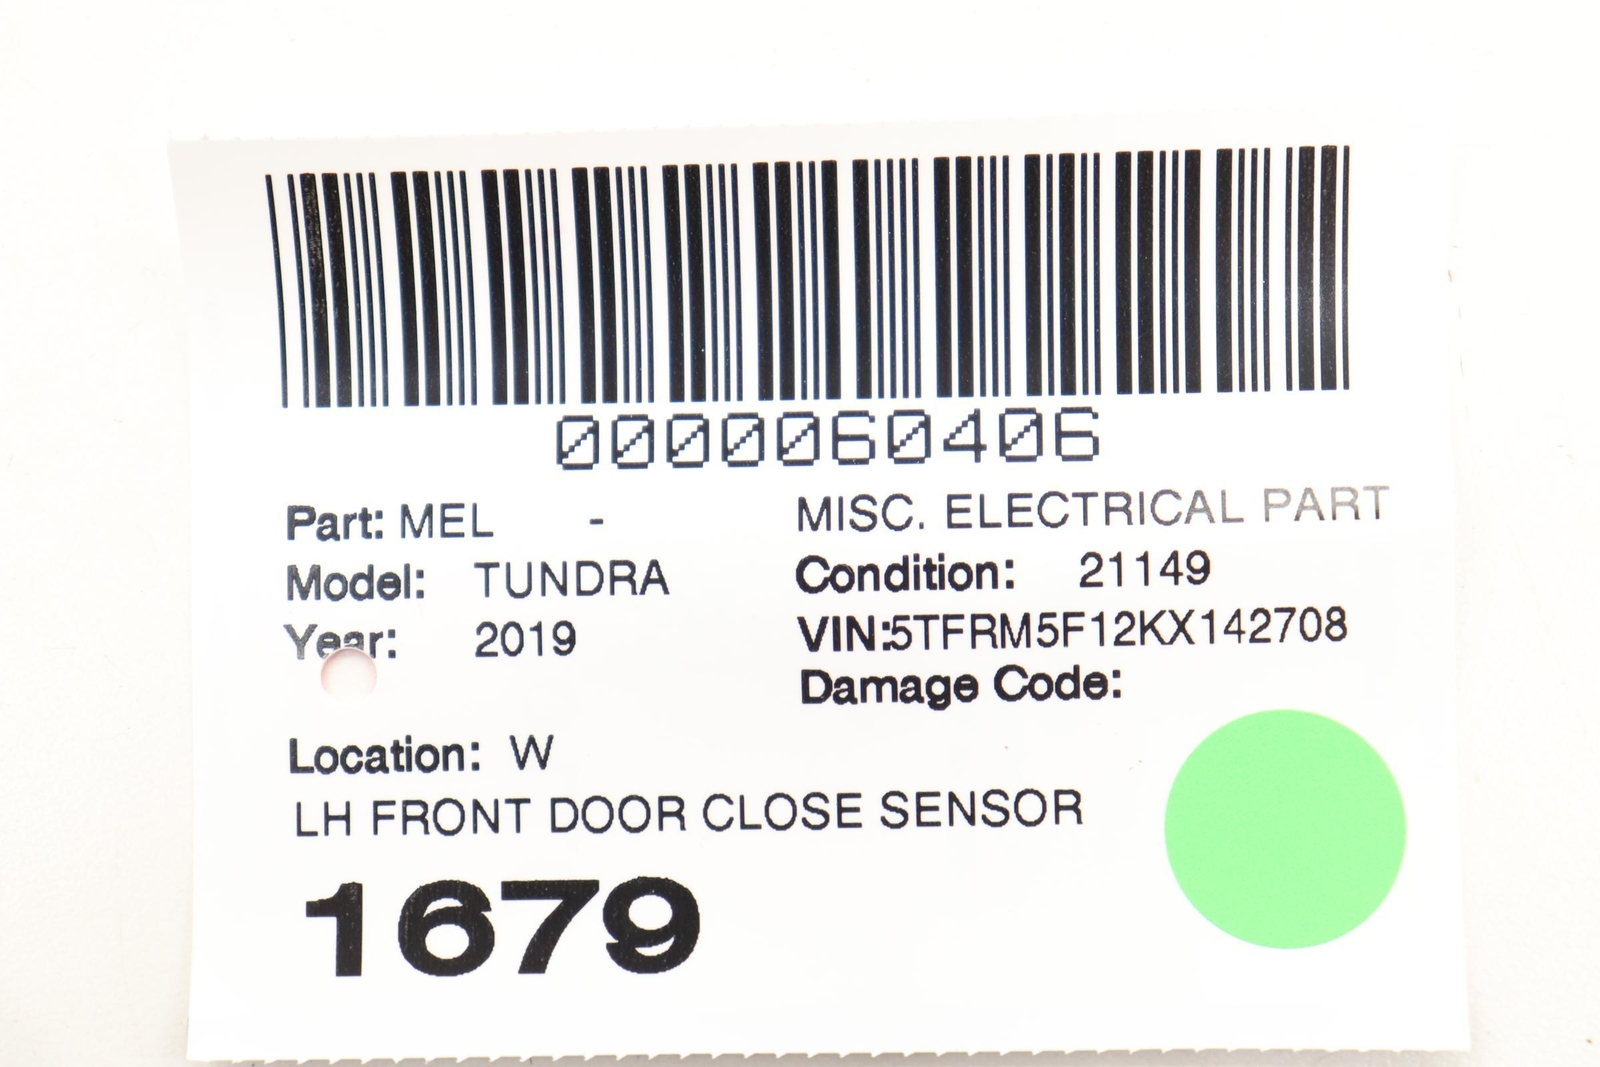 0000060406
Part: MEL - MISC. ELECTRICAL PART
Model: TUNDRA Condition: 21149
Year: 2019 VIN:5TFRM5F12KX142708
Damage Code:
Location: W
LH FRONT DOOR CLOSE SENSOR
1679